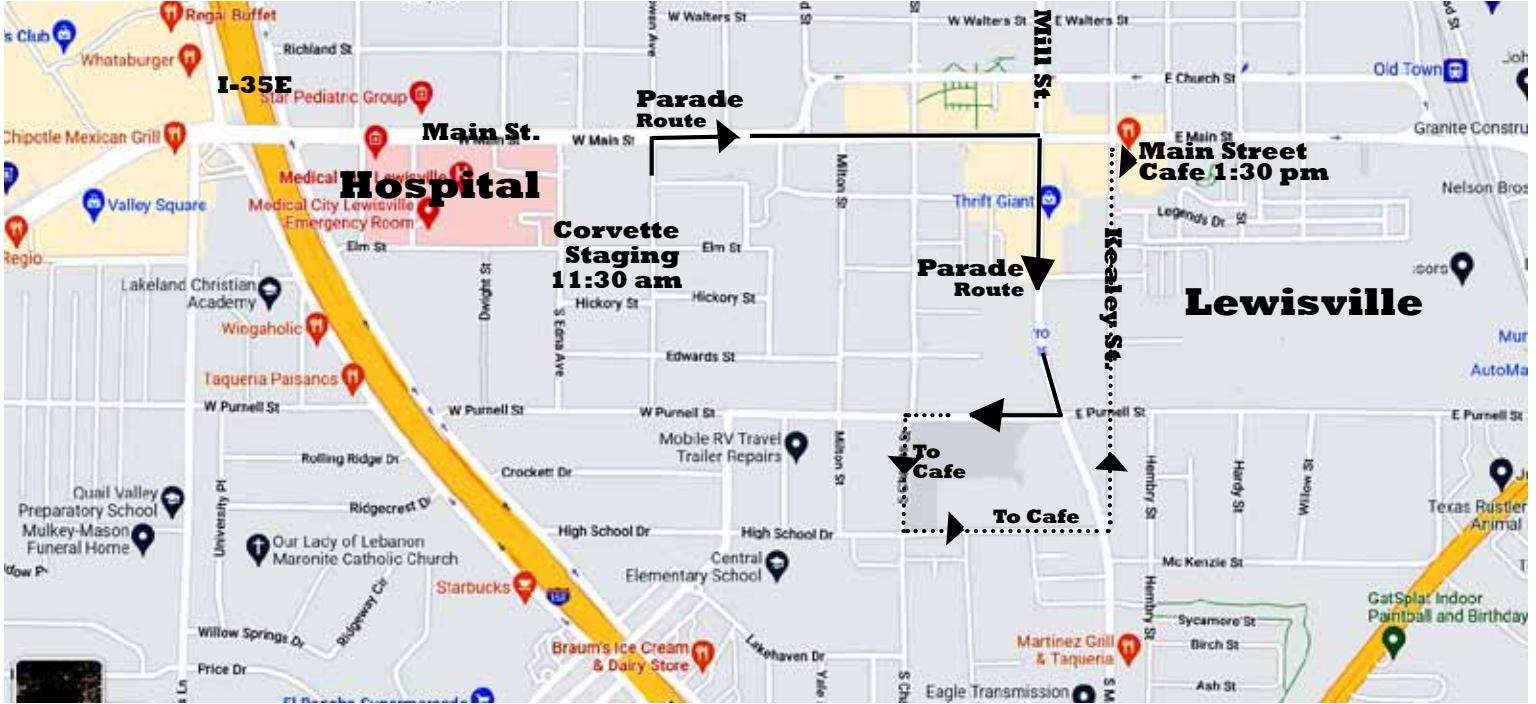 Regal Buffet
s Club
Whataburger
Richland St
W Walters St
W Walters St
E Walters St
Mill St.
I-35E
Star Pediatric Group
E Church St
Old Town
Chipotle Mexican Grill
Main St.
W Main St
Parade
Route
E Main St
Granite Constru
Main Street
Cafe 1:30 pm
Medical
Lewisville
Hospital
Medical City Lewisville
Emergency Room
Valley Square
Milton St
Thrift Giant
Legends Dr
St
Nelson Bros
Regio...
Elm St
Corvette
Staging
11:30 am
Elm St
Kealey St.
Parade
Route
Lakeland Christian
Academy
Dwight St
Hickory St
Hickory St
Lewisville
Wingaholic
S Edna Ave
Edwards St
Mur
AutoMa
Taqueria Paisanos
W Purnell St
W Purnell St
W Purnell St
E Purnell St
E Purnell St
Mobile RV Travel
Trailer Repairs
Milton St
To
Cafe
Rolling Ridge Dr
Crockett Dr
Hembry St
Hardy St
Willow St
Quail Valley
Preparatory School
University Pl
Ridgecrest Dr
Texas Rustler
Animal
Mulkey-Mason
Funeral Home
High School Dr
High School Dr
To Cafe
Our Lady of Lebanon
Maronite Catholic Church
Central
Elementary School
Mc Kenzie St
Starbucks
Ridgeway Cir
Hembry St
GatSplat Indoor
Paintball and Birthday
Willow Springs Dr
Sycamore St
Braum's Ice Cream
& Dairy Store
Lakehaven Dr
Martinez Grill
& Taqueria
Birch St
Price Dr
Yale
S Ch
Eagle Transmission
S M
Ash St